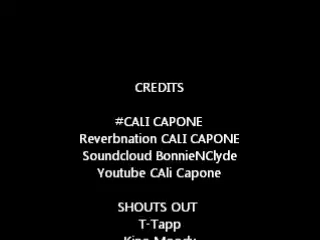 CREDITS
#CALI CAPONE
Reverbnation CALI CAPONE
Soundcloud BonnieNClyde
Youtube CAli Capone
SHOUTS OUT
T-Tapp